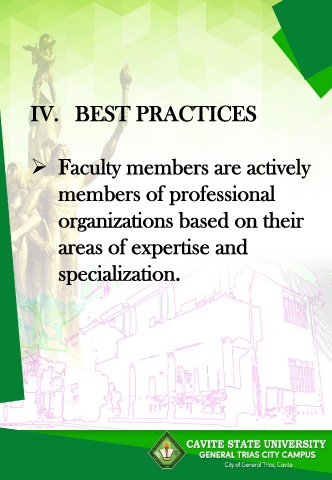 IV. BEST PRACTICES
➢ Faculty members are actively
members of professional
organizations based on their
areas of expertise and
specialization.
CAVITE STATE UNIVERSITY
GENERAL TRIAS CITY CAMPUS
City of General Trias, Cavite